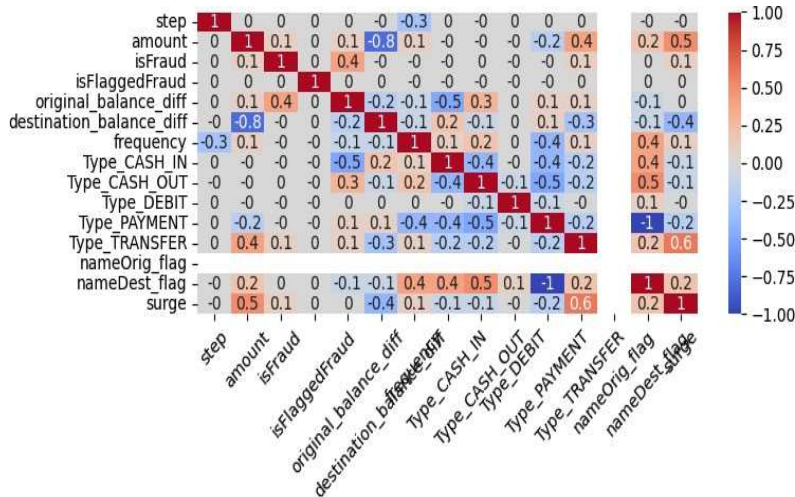 step 1 0 0 0 0 -0 -0.3 -0 -0 0 -0 0 -0 -0
amount 0 1 0.1 0 0.1 -0.8 0.1 -0 -0 -0 -0.2 0.4 0.2 0.5
isFraud 0 0.1 1 0 0.4 -0 -0 -0 0 -0 -0 0.1 0 0.1
isFlaggedFraud 0 0 0 1 0 -0 0 -0 -0 -0 -0 0 0 0
original_balance_diff 0 0.1 0.4 0 1 -0.2 -0.1 -0.5 0.3 0 0.1 0.1 -0.1 0
destination_balance_diff -0 -0.8 -0 -0 -0.2 1 -0.1 0.2 -0.1 0 0.1 -0.3 -0.1 -0.4
frequency -0.3 0.1 -0 0 -0.1 -0.1 1 0.1 0.2 0 -0.4 0.1 0.4 0.1
Type_CASH_IN -0 -0 -0 -0 -0.5 0.2 0.1 1 -0.4 -0 -0.4 -0.2 0.4 -0.1
Type_CASH_OUT -0 -0 0 -0 0.3 -0.1 0.2 -0.4 1 -0.1 -0.5 -0.2 0.5 -0.1
Type_DEBIT 0 -0 -0 -0 0 0 0 -0 -0.1 1 -0.1 -0 0.1 -0
Type_PAYMENT -0 -0.2 -0 -0 0.1 0.1 -0.4 -0.4 -0.5 -0.1 1 -0.2 -1 -0.2
Type_TRANSFER 0 0.4 0.1 0 0.1 -0.3 0.1 -0.2 -0.2 -0 -0.2 1 0.2 0.6
nameOrig_flag
nameDest_flag -0 0.2 0 0 -0.1 -0.1 0.4 0.4 0.5 0.1 -1 0.2 1 0.2
surge -0 0.5 0.1 0 0 -0.4 0.1 -0.1 -0.1 -0 -0.2 0.6 0.2 1
step
amount
isFraud
isFlaggedFraud
original_balance_diff
destination_balance_diff
frequency
Type_CASH_IN
Type_CASH_OUT
Type_DEBIT
Type_PAYMENT
Type_TRANSFER
nameOrig_flag
nameDest_flag
surge
1.00
0.75
0.50
0.25
0.00
−0.25
−0.50
−0.75
−1.00